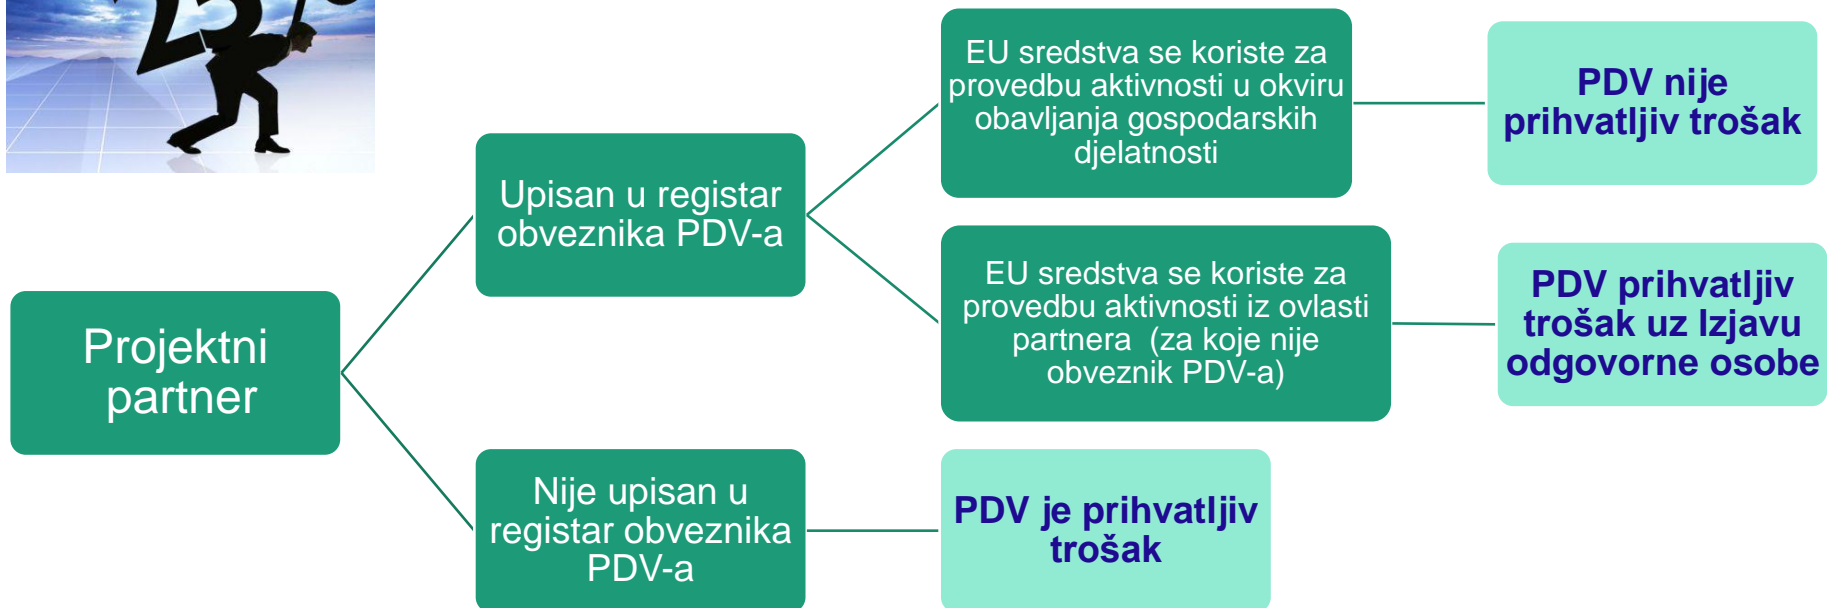 25%
Projektni
partner
Upisan u registar
obveznika PDV-a
EU sredstva se koriste za
provedbu aktivnosti u okviru
obavljanja gospodarskih
djelatnosti
PDV nije
prihvatljiv trošak
EU sredstva se koriste za
provedbu aktivnosti iz ovlasti
partnera (za koje nije
obveznik PDV-a)
PDV prihvatljiv
trošak uz Izjavu
odgovorne osobe
Nije upisan u
registar obveznika
PDV-a
PDV je prihvatljiv
trošak